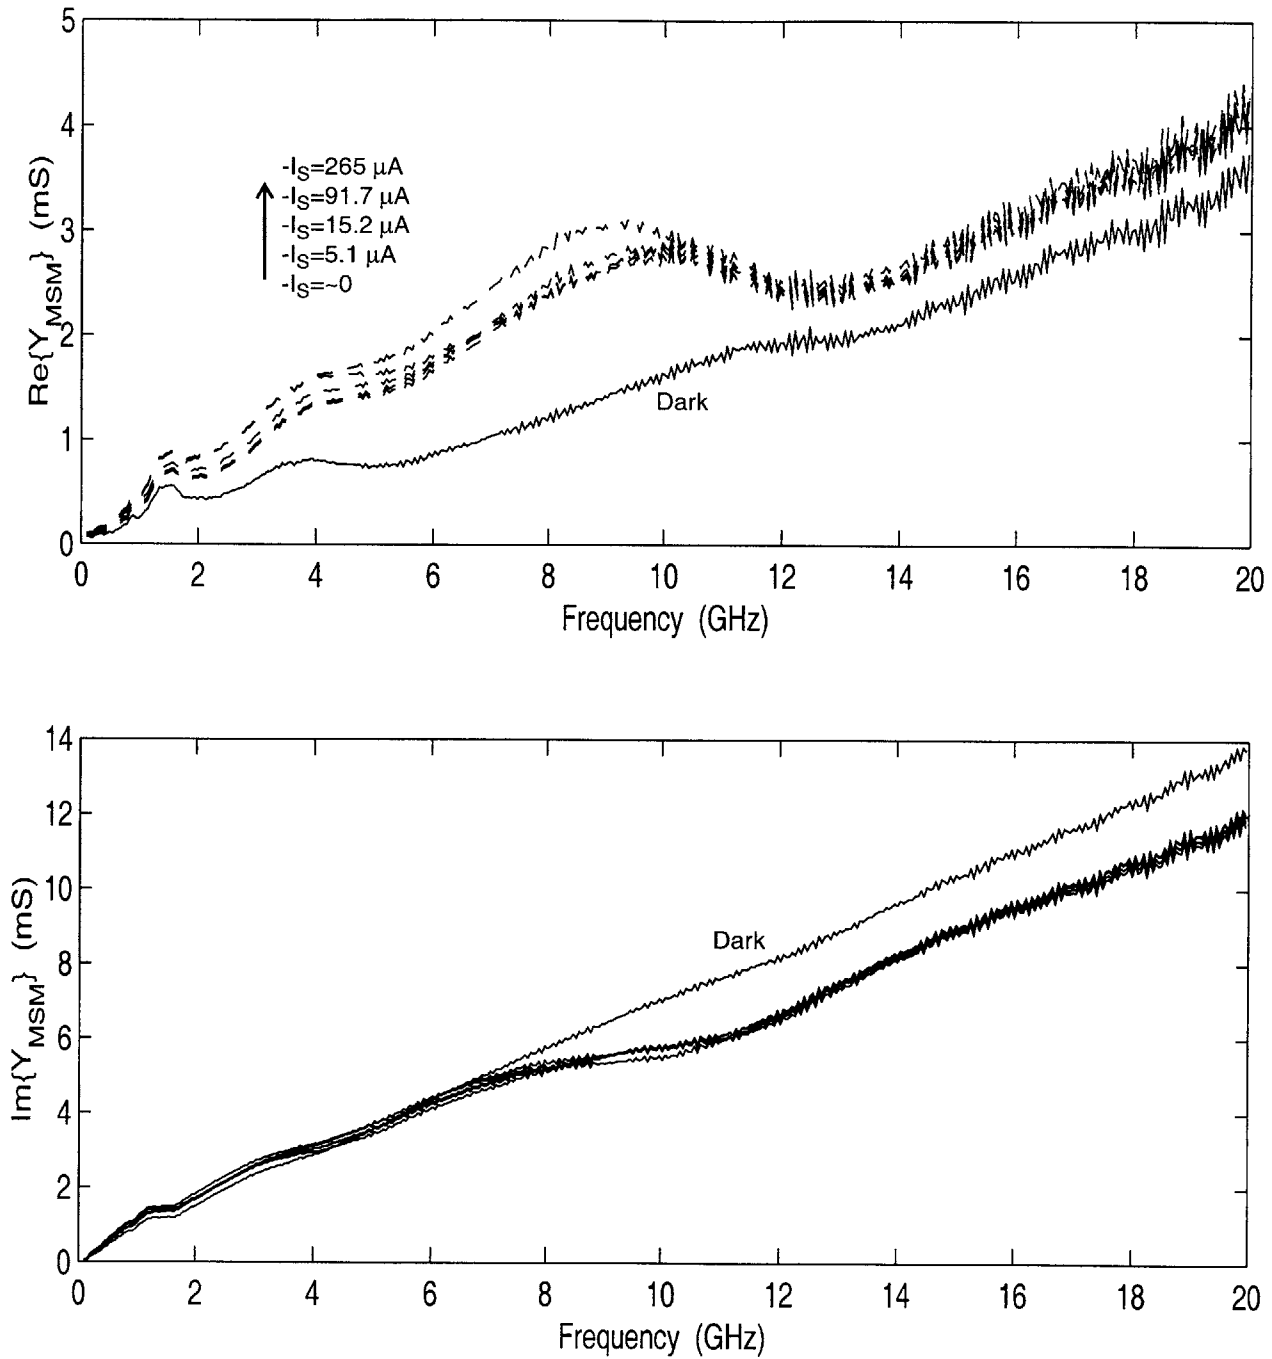 5
4
3
2
1
0
Re{Y_MSM} (mS)
-I_S=265 μA
-I_S=91.7 μA
-I_S=15.2 μA
-I_S=5.1 μA
-I_S=~0
Dark
0 2 4 6 8 10 12 14 16 18 20
Frequency (GHz)
14
12
10
8
6
4
2
0
Im{Y_MSM} (mS)
Dark
0 2 4 6 8 10 12 14 16 18 20
Frequency (GHz)